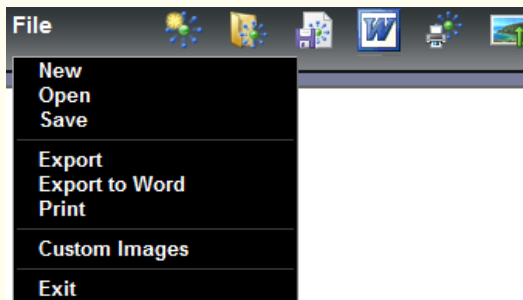 File
W
New
Open
Save
Export
Export to Word
Print
Custom Images
Exit